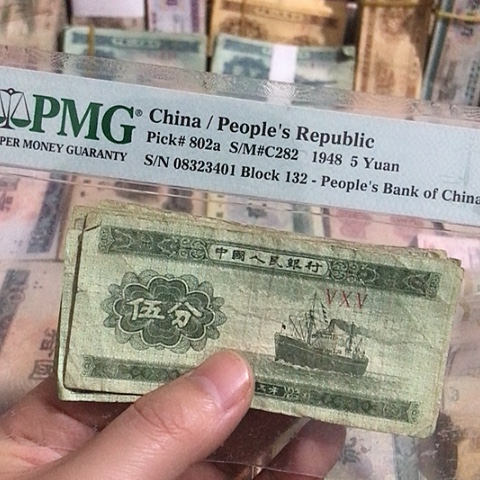 PMG®
PER MONEY GUARANTY
China / People's Republic
Pick# 802a S/M#C282 1948 5 Yuan
S/N 08323401 Block 132 - People's Bank of China
中國人民銀行
VXV
伍分